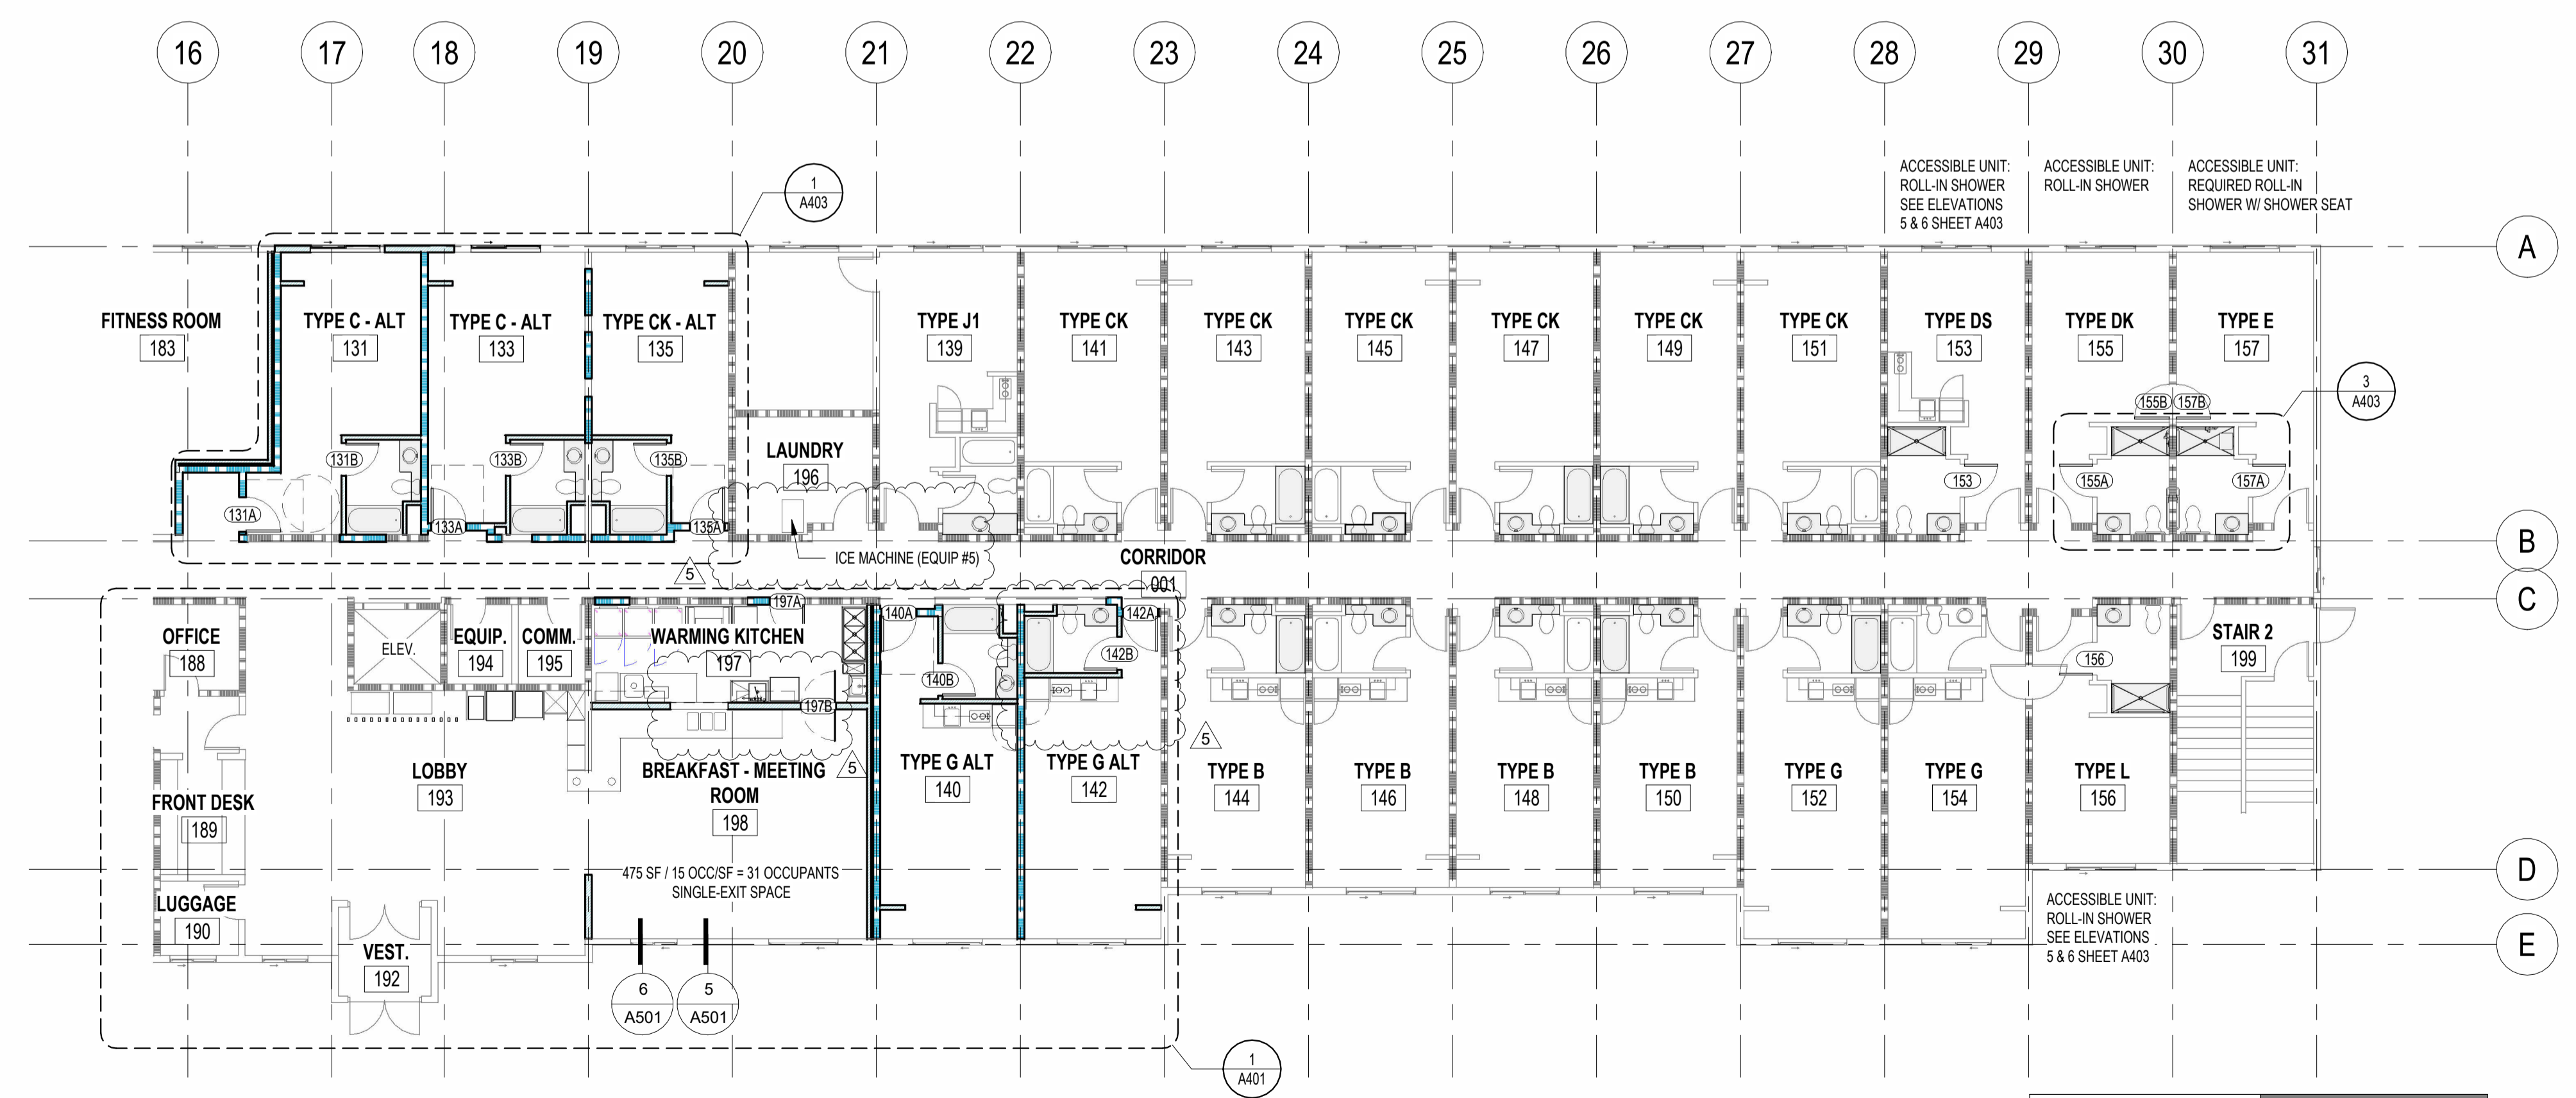 16 17 18 19 20 21 22 23 24 25 26 27 28 29 30 31
1
A403
ACCESSIBLE UNIT:
ROLL-IN SHOWER
SEE ELEVATIONS
5 & 6 SHEET A403
ACCESSIBLE UNIT:
ROLL-IN SHOWER
ACCESSIBLE UNIT:
REQUIRED ROLL-IN
SHOWER W/ SHOWER SEAT
A
FITNESS ROOM
183
TYPE C - ALT
131
TYPE C - ALT
133
TYPE CK - ALT
135
TYPE J1
139
TYPE CK
141
TYPE CK
143
TYPE CK
145
TYPE CK
147
TYPE CK
149
TYPE CK
151
TYPE DS
153
TYPE DK
155
TYPE E
157
3
A403
155B
157B
LAUNDRY
196
131B
133B
135B
153
155A
157A
131A
133A
135A
ICE MACHINE (EQUIP #5)
CORRIDOR
001
B
5
C
197A
140A
142A
OFFICE
188
ELEV.
EQUIP.
194
COMM.
195
WARMING KITCHEN
197
142B
140B
156
STAIR 2
199
197B
5
5
FRONT DESK
189
LOBBY
193
BREAKFAST - MEETING
ROOM
198
TYPE G ALT
140
TYPE G ALT
142
TYPE B
144
TYPE B
146
TYPE B
148
TYPE B
150
TYPE G
152
TYPE G
154
TYPE L
156
475 SF / 15 OCC/SF = 31 OCCUPANTS
SINGLE-EXIT SPACE
D
LUGGAGE
190
VEST.
192
ACCESSIBLE UNIT:
ROLL-IN SHOWER
SEE ELEVATIONS
5 & 6 SHEET A403
E
6
A501
5
A501
1
A401